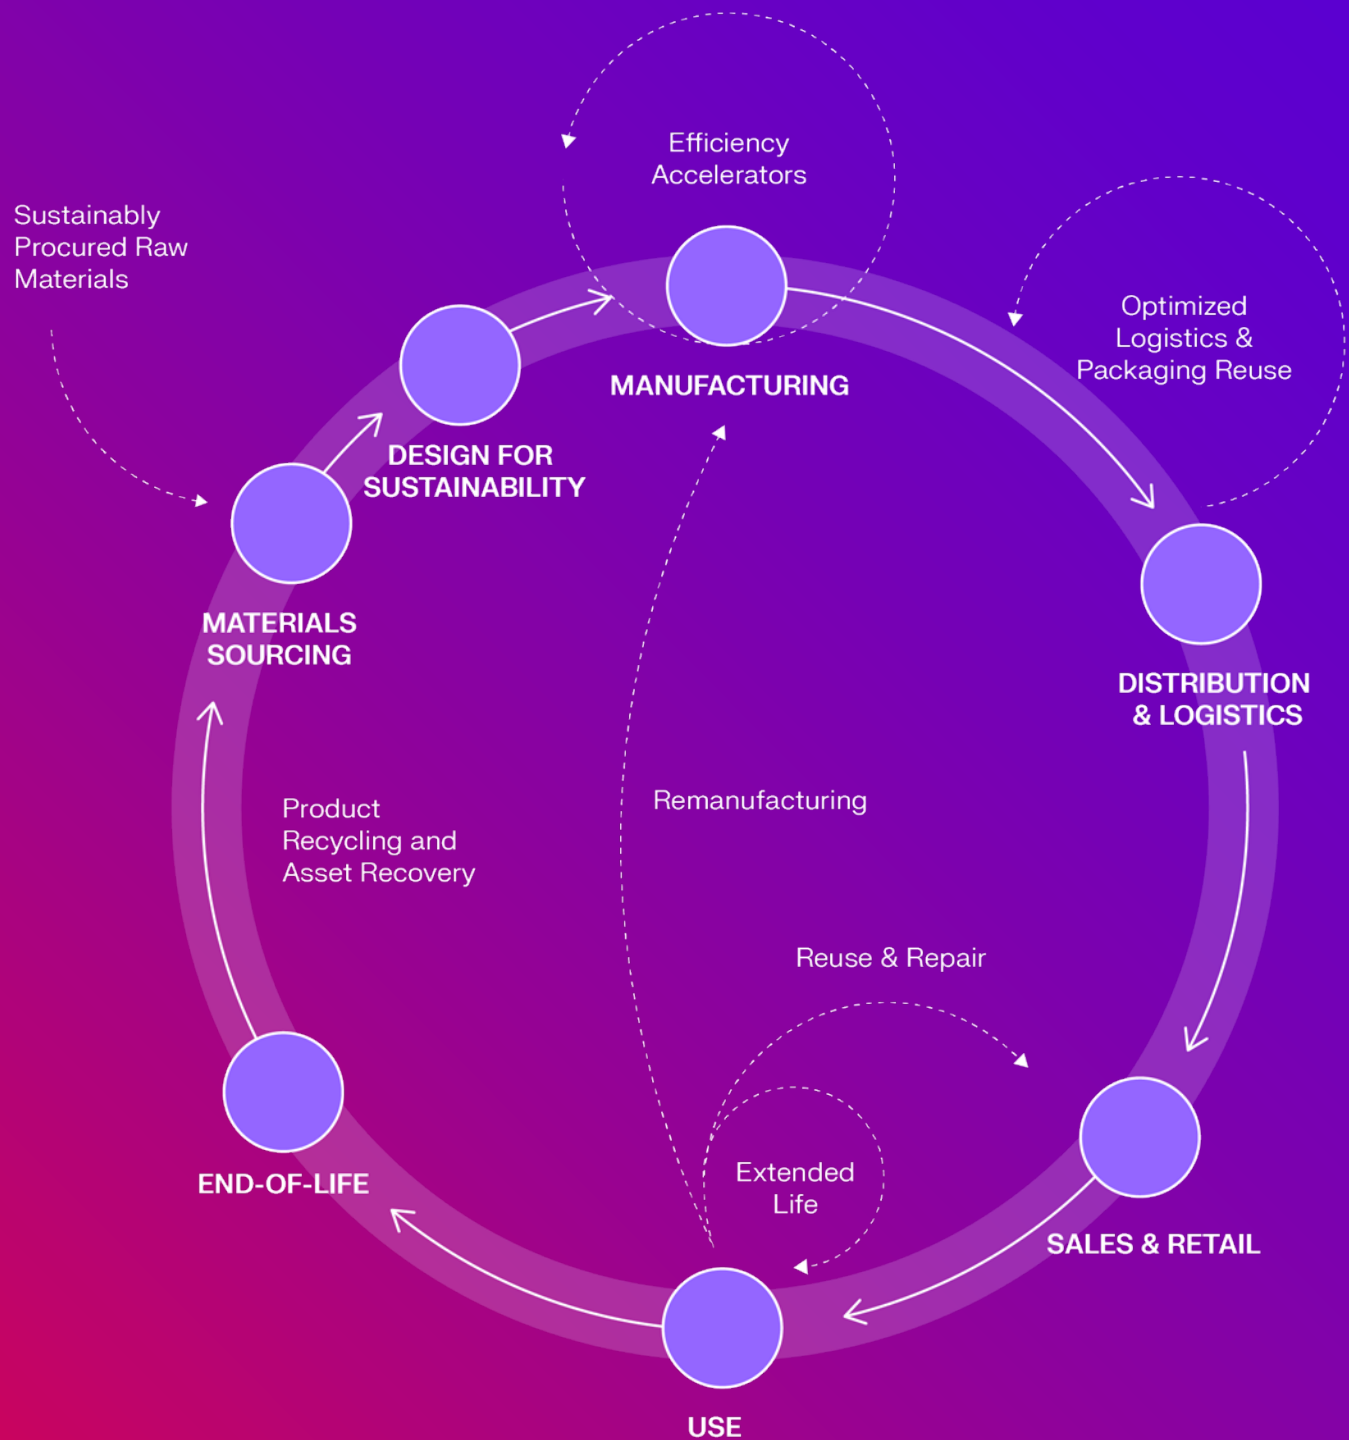 Efficiency
Accelerators
Sustainably
Procured Raw
Materials
Optimized
Logistics &
Packaging Reuse
MANUFACTURING
DESIGN FOR
SUSTAINABILITY
MATERIALS
SOURCING
DISTRIBUTION
& LOGISTICS
Product
Recycling and
Asset Recovery
Remanufacturing
Reuse & Repair
Extended
Life
END-OF-LIFE
SALES & RETAIL
USE